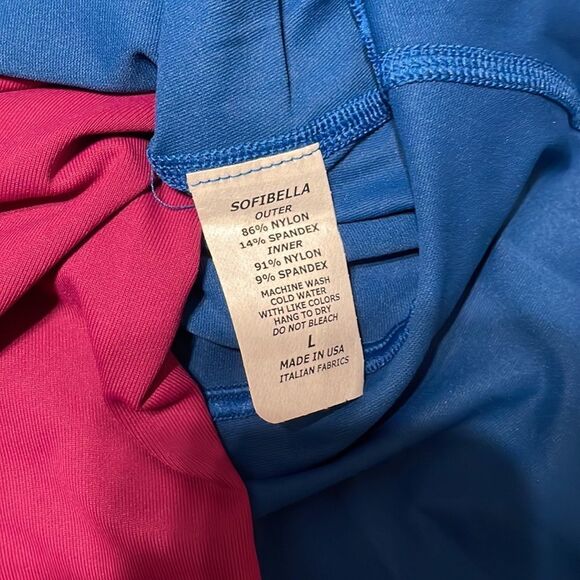 SOFIBELLA
OUTER
86% NYLON
14% SPANDEX
INNER
91% NYLON
9% SPANDEX
MACHINE WASH
COLD WATER
WITH LIKE COLORS
HANG TO DRY
DO NOT BLEACH
L
MADE IN USA
ITALIAN FABRICS